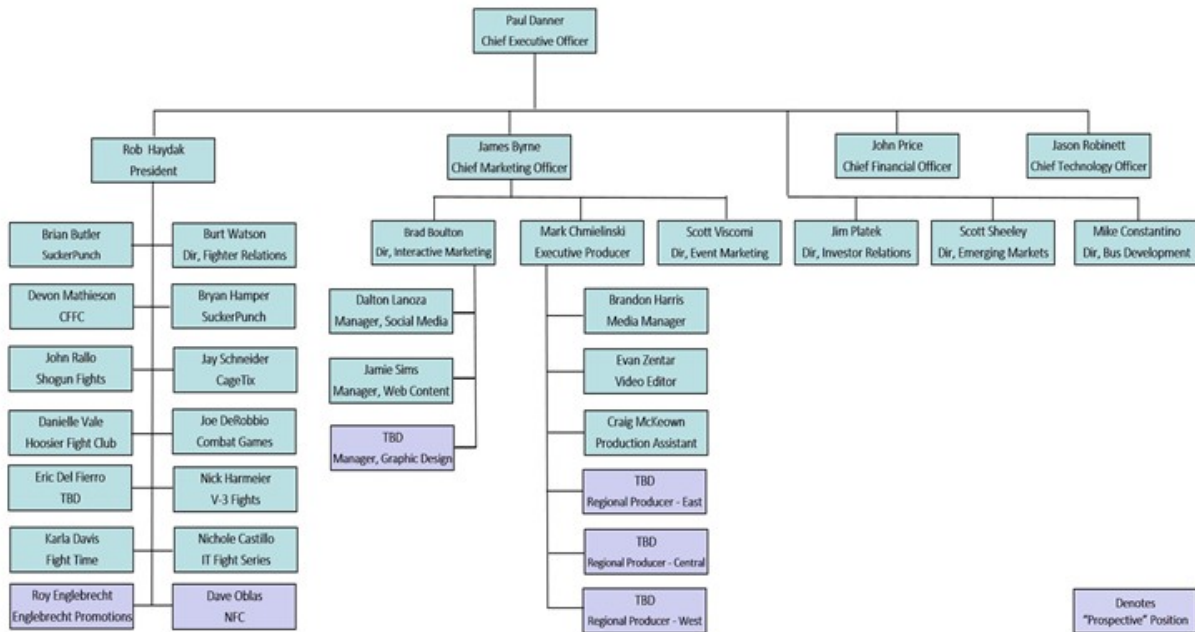 Paul Danner
Chief Executive Officer
Rob Haydak
President
James Byrne
Chief Marketing Officer
John Price
Chief Financial Officer
Jason Robinett
Chief Technology Officer
Brian Butler
SuckerPunch
Burt Watson
Dir, Fighter Relations
Devon Mathieson
CFFC
Bryan Hamper
SuckerPunch
John Rallo
Shogun Fights
Jay Schneider
CageTix
Danielle Vale
Hoosier Fight Club
Joe DeRobbio
Combat Games
Eric Del Fierro
TBD
Nick Harmeier
V-3 Fights
Karla Davis
Fight Time
Nichole Castillo
IT Fight Series
Roy Englebrecht
Englebrecht Promotions
Dave Oblas
NFC
Brad Boulton
Dir, Interactive Marketing
Mark Chmielinski
Executive Producer
Scott Viscomi
Dir, Event Marketing
Jim Platek
Dir, Investor Relations
Scott Sheeley
Dir, Emerging Markets
Mike Constantino
Dir, Bus Development
Dalton Lanoza
Manager, Social Media
Jamie Sims
Manager, Web Content
TBD
Manager, Graphic Design
Brandon Harris
Media Manager
Evan Zentar
Video Editor
Craig McKeown
Production Assistant
TBD
Regional Producer - East
TBD
Regional Producer - Central
TBD
Regional Producer - West
Denotes
"Prospective" Position